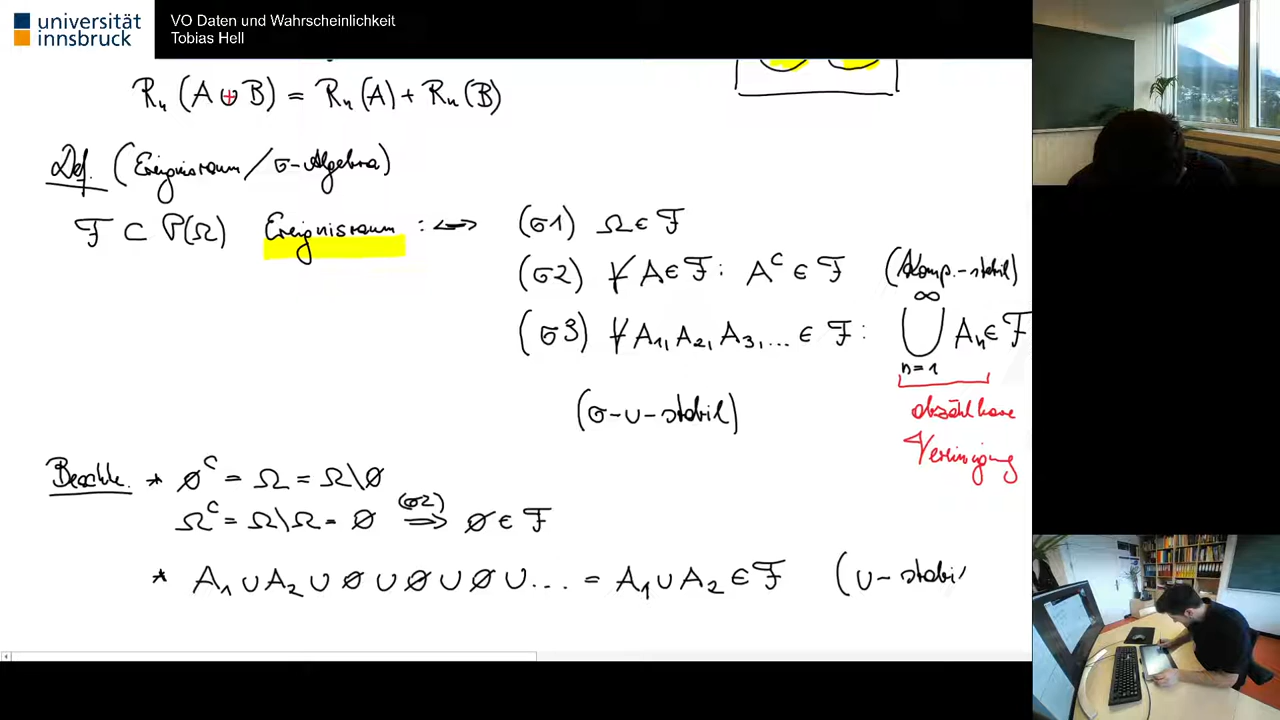 universität
innsbruck
VO Daten und Wahrscheinlichkeit
Tobias Hell
Rₙ(A ⊎ B) = Rₙ(A) + Rₙ(B)
Def. (Ereignisraum / σ-Algebra)
ℱ ⊂ P(Ω) Ereignisraum :⟺ (σ1) Ω ∈ ℱ
(σ2) ∀ A ∈ ℱ: Aᶜ ∈ ℱ (Komp.-stabil)
(σ3) ∀ A₁, A₂, A₃, ... ∈ ℱ: ⋃_{n=1}^{∞} Aₙ ∈ ℱ
(σ-∪-stabil)
abzählbare
Vereinigung
Beachte. * ∅ᶜ = Ω = Ω\∅
Ωᶜ = Ω\Ω = ∅ ⟹^{(σ2)} ∅ ∈ ℱ
* A₁ ∪ A₂ ∪ ∅ ∪ ∅ ∪ ∅ ∪ ... = A₁ ∪ A₂ ∈ ℱ (∪-stabil